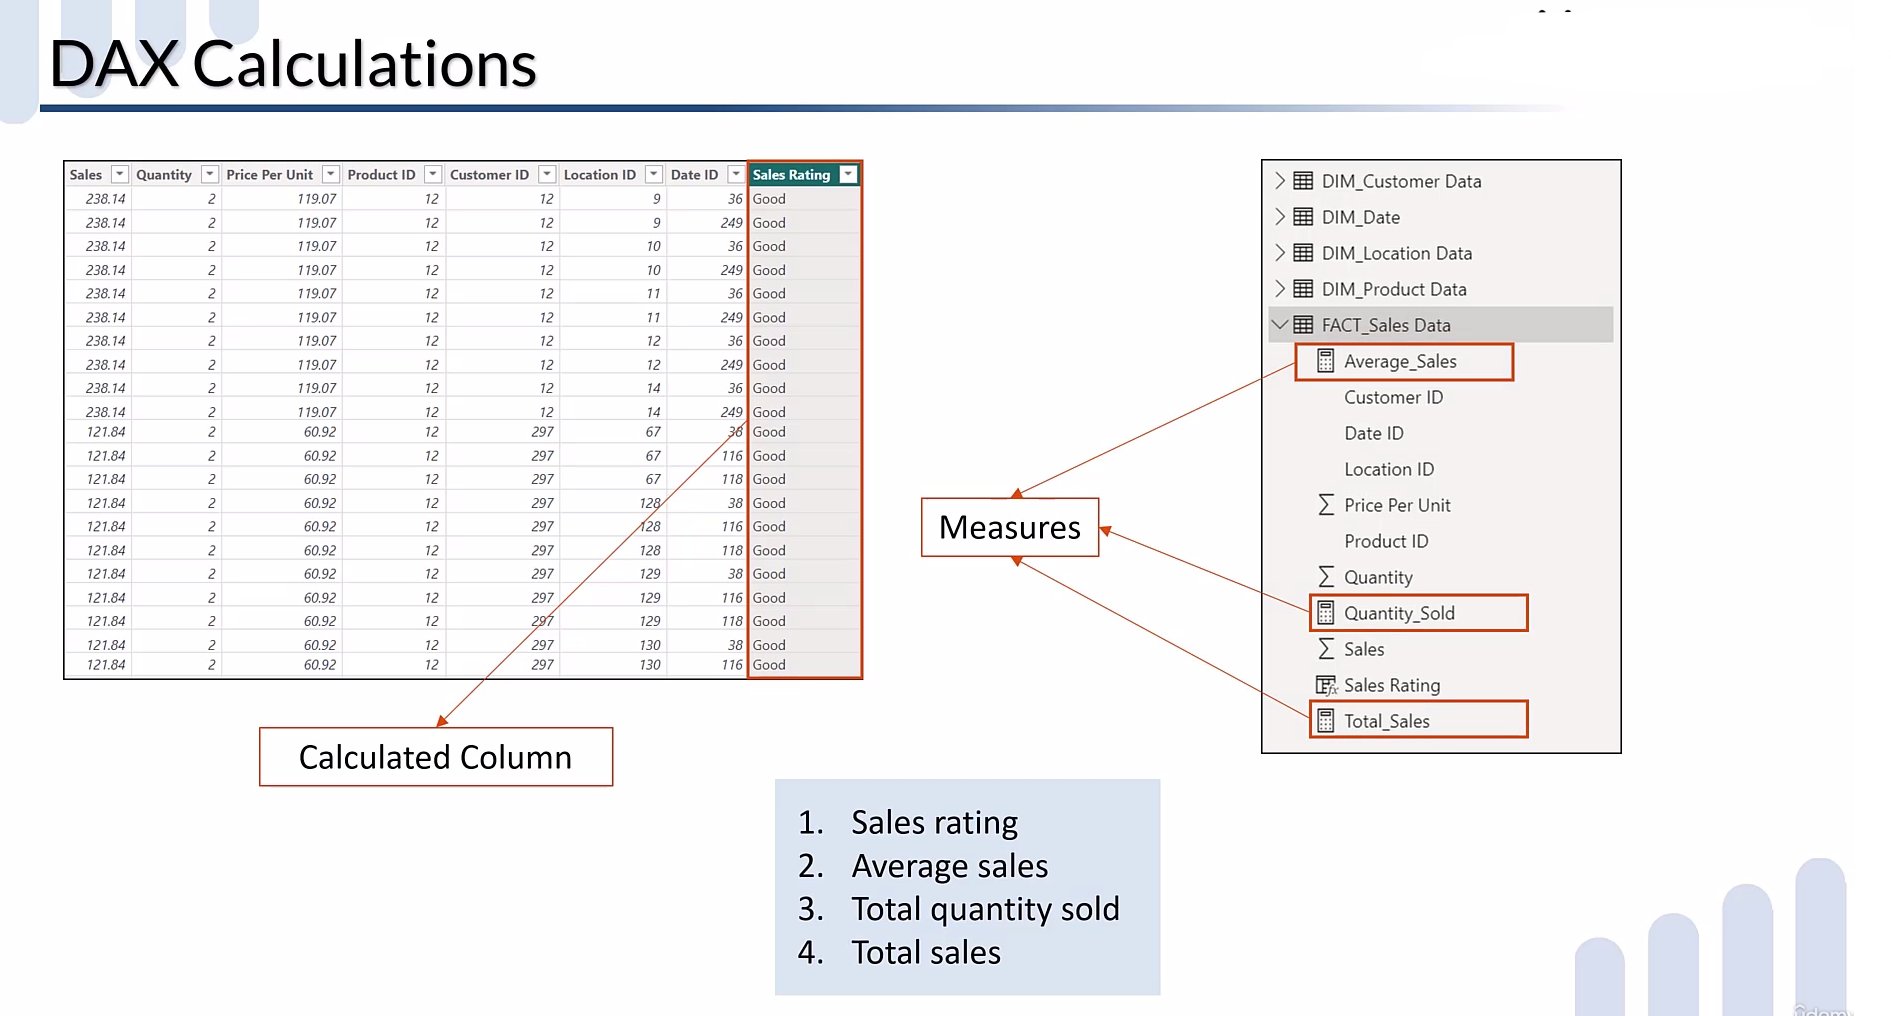 DAX Calculations
Sales Quantity Price Per Unit Product ID Customer ID Location ID Date ID Sales Rating
238.14 2 119.07 12 12 9 36 Good
238.14 2 119.07 12 12 9 249 Good
238.14 2 119.07 12 12 10 36 Good
238.14 2 119.07 12 12 10 249 Good
238.14 2 119.07 12 12 11 36 Good
238.14 2 119.07 12 12 11 249 Good
238.14 2 119.07 12 12 12 36 Good
238.14 2 119.07 12 12 12 249 Good
238.14 2 119.07 12 12 14 36 Good
238.14 2 119.07 12 12 14 249 Good
121.84 2 60.92 12 297 67 38 Good
121.84 2 60.92 12 297 67 116 Good
121.84 2 60.92 12 297 67 118 Good
121.84 2 60.92 12 297 128 38 Good
121.84 2 60.92 12 297 128 116 Good
121.84 2 60.92 12 297 128 118 Good
121.84 2 60.92 12 297 129 38 Good
121.84 2 60.92 12 297 129 116 Good
121.84 2 60.92 12 297 129 118 Good
121.84 2 60.92 12 297 130 38 Good
121.84 2 60.92 12 297 130 116 Good
Calculated Column
Measures
DIM_Customer Data
DIM_Date
DIM_Location Data
DIM_Product Data
FACT_Sales Data
Average_Sales
Customer ID
Date ID
Location ID
∑ Price Per Unit
Product ID
∑ Quantity
Quantity_Sold
∑ Sales
Sales Rating
Total_Sales
1. Sales rating
2. Average sales
3. Total quantity sold
4. Total sales